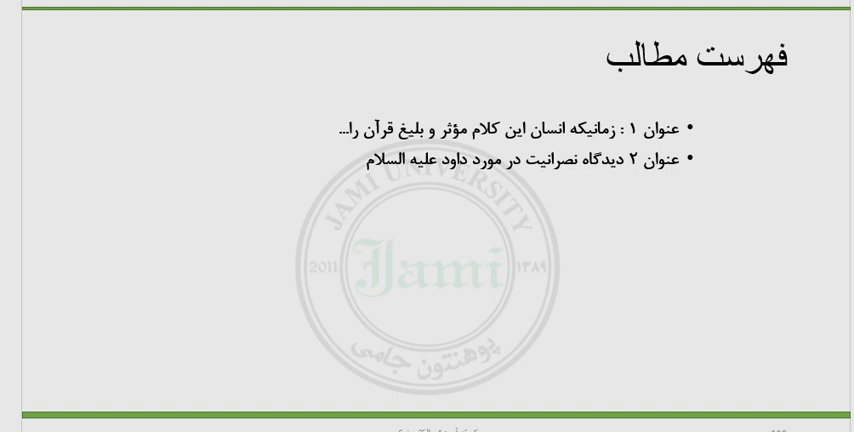 فهرست مطالب
• عنوان ۱ : زمانیکه انسان این کلام مؤثر و بلیغ قرآن را...
• عنوان ۲ دیدگاه نصرانیت در مورد داود علیه السلام
JAMI UNIVERSITY
2011 Jami ۱۳۸۹
پوهنتون جامی